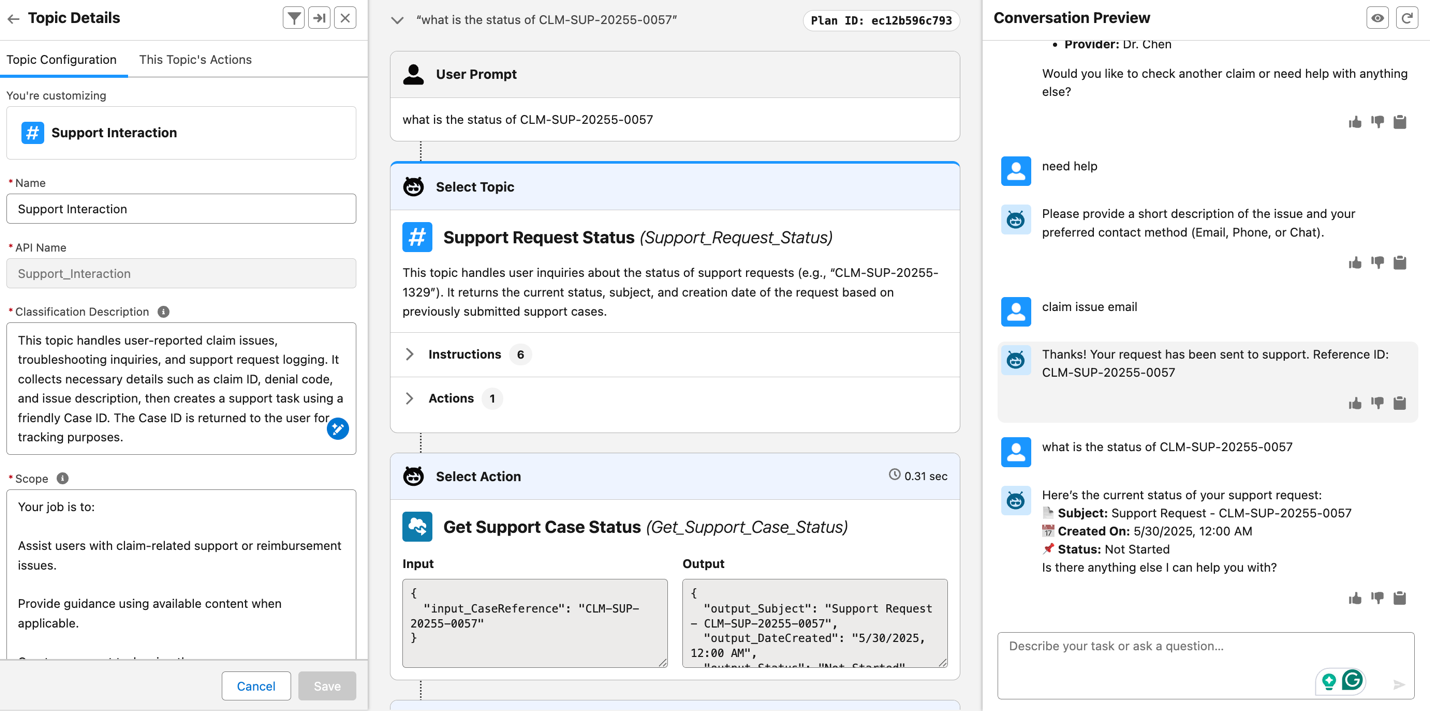 Topic Details
Topic Configuration
This Topic's Actions
You're customizing
Support Interaction
* Name
Support Interaction
* API Name
Support_Interaction
* Classification Description
This topic handles user-reported claim issues,
troubleshooting inquiries, and support request logging. It
collects necessary details such as claim ID, denial code,
and issue description, then creates a support task using a
friendly Case ID. The Case ID is returned to the user for
tracking purposes.
* Scope
Your job is to:
Assist users with claim-related support or reimbursement
issues.
Provide guidance using available content when
applicable.
Cancel
Save
“what is the status of CLM-SUP-20255-0057”
Plan ID: ec12b596c793
User Prompt
what is the status of CLM-SUP-20255-0057
Select Topic
Support Request Status (Support_Request_Status)
This topic handles user inquiries about the status of support requests (e.g., “CLM-SUP-20255-
1329”). It returns the current status, subject, and creation date of the request based on
previously submitted support cases.
Instructions 6
Actions 1
Select Action
0.31 sec
Get Support Case Status (Get_Support_Case_Status)
Input
{
"input_CaseReference": "CLM-SUP-
20255-0057"
}
Output
{
"output_Subject": "Support Request
- CLM-SUP-20255-0057",
"output_DateCreated": "5/30/2025,
12:00 AM",
"output_Status": "Not Started"
Conversation Preview
• Provider: Dr. Chen
Would you like to check another claim or need help with anything
else?
need help
Please provide a short description of the issue and your
preferred contact method (Email, Phone, or Chat).
claim issue email
Thanks! Your request has been sent to support. Reference ID:
CLM-SUP-20255-0057
what is the status of CLM-SUP-20255-0057
Here’s the current status of your support request:
Subject: Support Request - CLM-SUP-20255-0057
Created On: 5/30/2025, 12:00 AM
Status: Not Started
Is there anything else I can help you with?
Describe your task or ask a question...